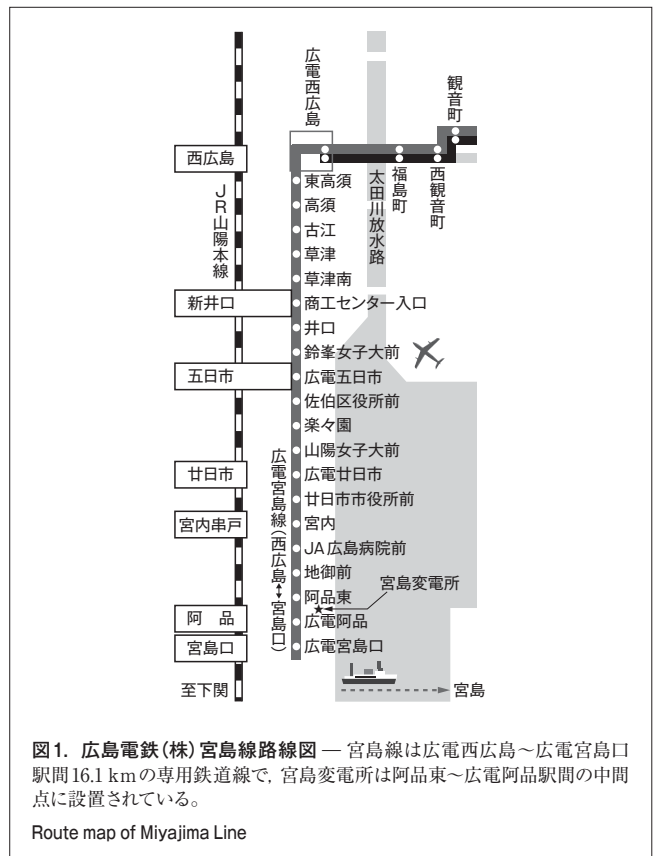 広電西広島
観音町
西観音町
福島町
太田川放水路
西広島
JR山陽本線
東高須
高須
古江
草津
草津南
新井口
商工センター入口
井口
鈴峯女子大前
五日市
広電五日市
佐伯区役所前
楽々園
山陽女子大前
廿日市
広電廿日市
廿日市市役所前
宮内串戸
宮内
広電宮島線(西広島↔宮島口)
JA広島病院前
地御前
阿品東
宮島変電所
阿 品
広電阿品
宮島口
広電宮島口
至下関
宮島
図1. 広島電鉄(株)宮島線路線図 — 宮島線は広電西広島〜広電宮島口
駅間16.1 kmの専用鉄道線で, 宮島変電所は阿品東〜広電阿品駅間の中間
点に設置されている。
Route map of Miyajima Line